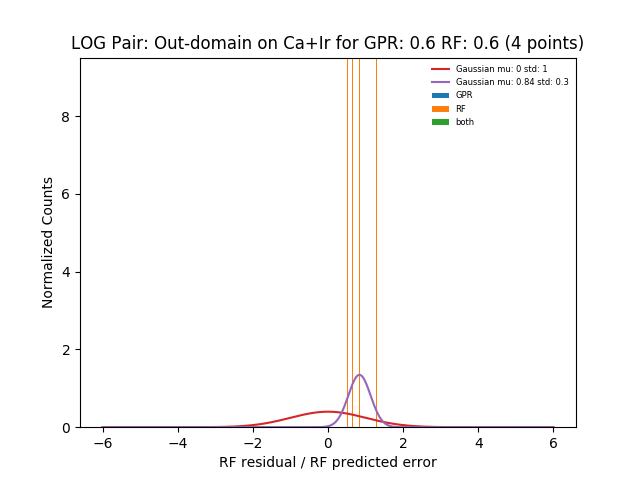 LOG Pair: Out-domain on Ca+Ir for GPR: 0.6 RF: 0.6 (4 points)
Gaussian mu: 0 std: 1
Gaussian mu: 0.84 std: 0.3
GPR
RF
both
Normalized Counts
8
6
4
2
0
−6 −4 −2 0 2 4 6
RF residual / RF predicted error